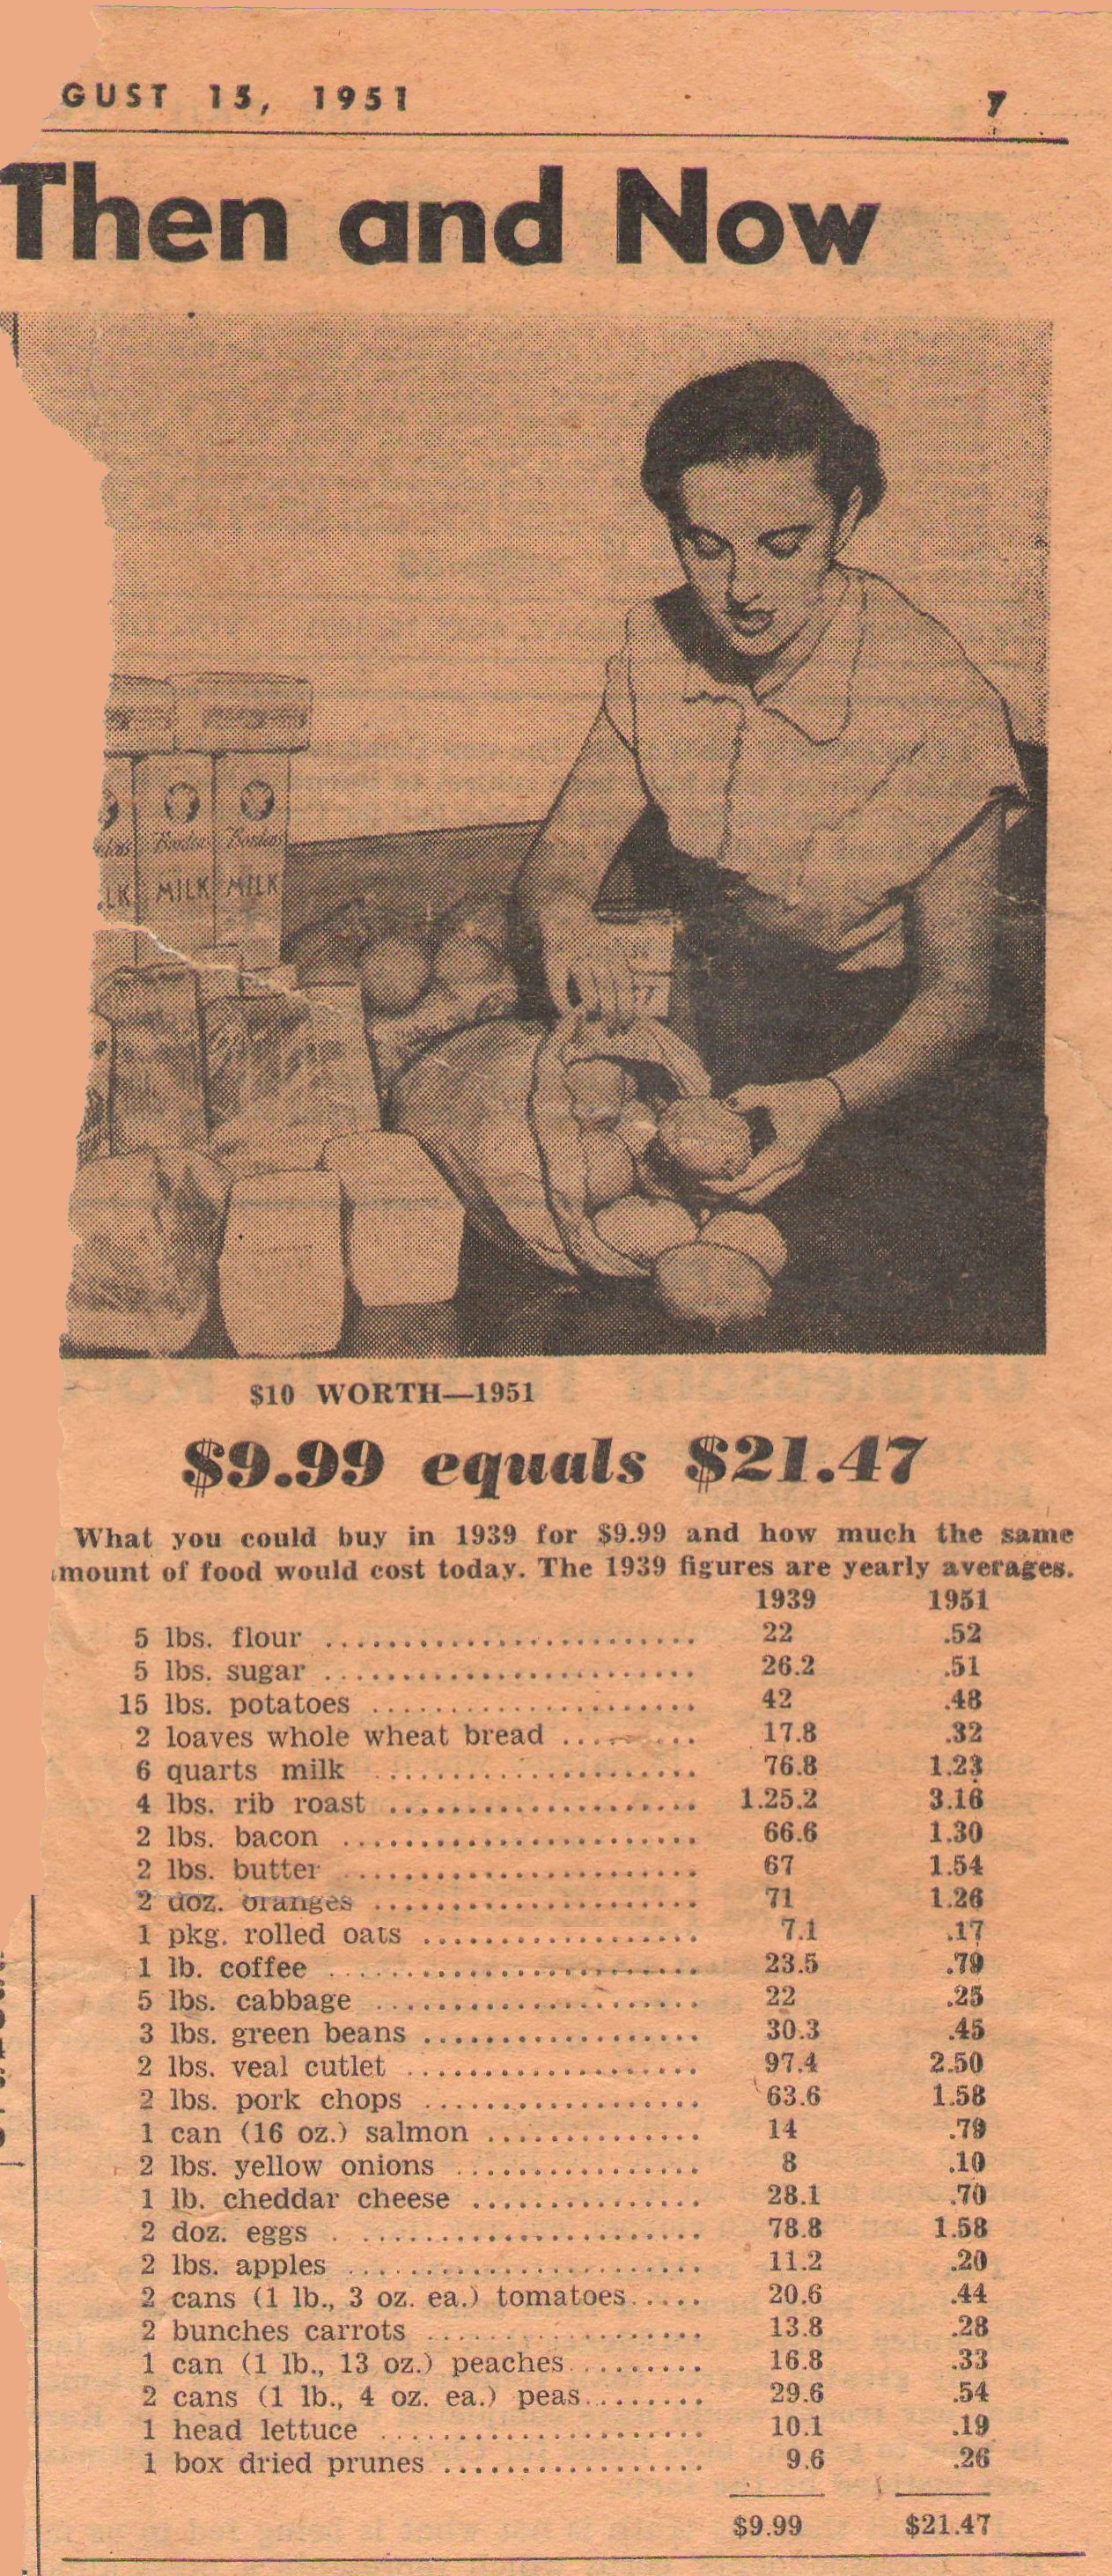 GUST 15, 1951 7
Then and Now
Borden's Borden's
LK MILK MILK
$10 WORTH—1951
$9.99 equals $21.47
What you could buy in 1939 for $9.99 and how much the same
mount of food would cost today. The 1939 figures are yearly averages.
1939 1951
5 lbs. flour ........................ 22 .52
5 lbs. sugar ........................ 26.2 .51
15 lbs. potatoes ..................... 42 .48
2 loaves whole wheat bread ......... 17.8 .32
6 quarts milk ...................... 76.8 1.23
4 lbs. rib roast .................... 1.25.2 3.16
2 lbs. bacon ....................... 66.6 1.30
2 lbs. butter ....................... 67 1.54
2 doz. oranges ..................... 71 1.26
1 pkg. rolled oats .................. 7.1 .17
1 lb. coffee ........................ 23.5 .79
5 lbs. cabbage ..................... 22 .25
3 lbs. green beans .................. 30.3 .45
2 lbs. veal cutlet ................... 97.4 2.50
2 lbs. pork chops .................. 63.6 1.58
1 can (16 oz.) salmon .............. 14 .79
2 lbs. yellow onions ................ 8 .10
1 lb. cheddar cheese ............... 28.1 .70
2 doz. eggs ........................ 78.8 1.58
2 lbs. apples ....................... 11.2 .20
2 cans (1 lb., 3 oz. ea.) tomatoes..... 20.6 .44
2 bunches carrots .................. 13.8 .28
1 can (1 lb., 13 oz.) peaches......... 16.8 .33
2 cans (1 lb., 4 oz. ea.) peas........ 29.6 .54
1 head lettuce ..................... 10.1 .19
1 box dried prunes ................. 9.6 .26
$9.99 $21.47